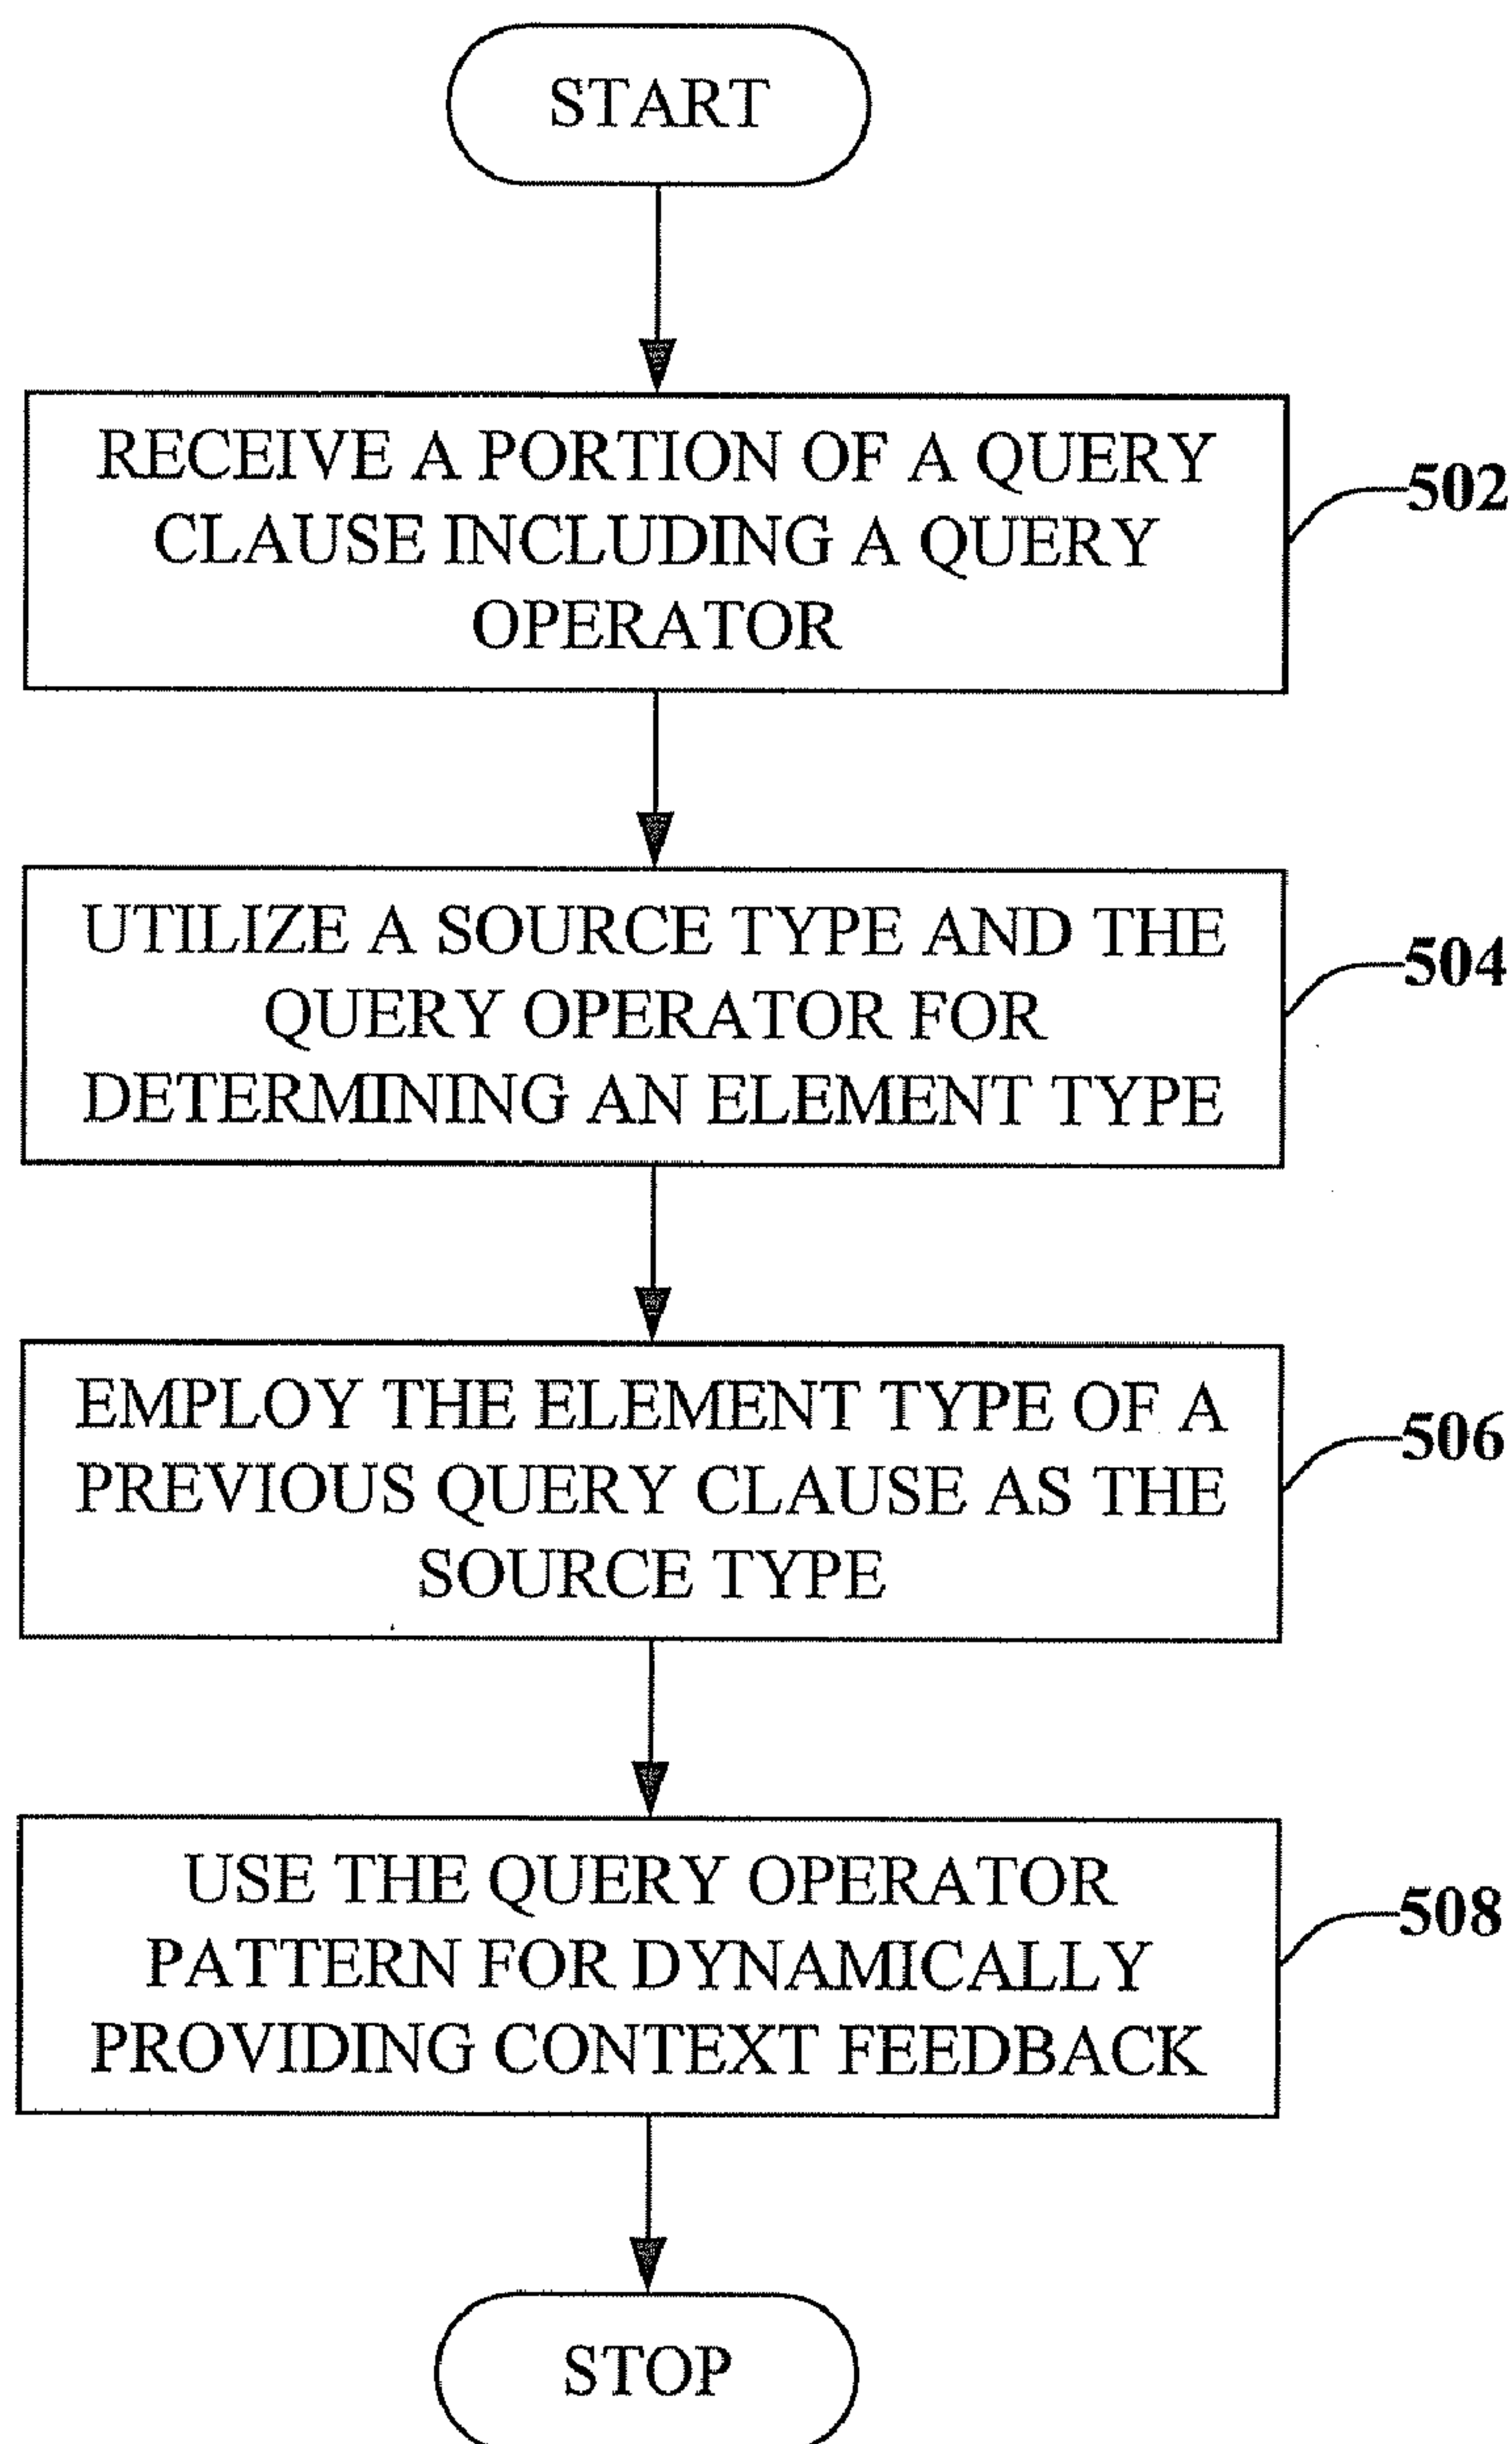 START
RECEIVE A PORTION OF A QUERY
CLAUSE INCLUDING A QUERY
OPERATOR
502
UTILIZE A SOURCE TYPE AND THE
QUERY OPERATOR FOR
DETERMINING AN ELEMENT TYPE
504
EMPLOY THE ELEMENT TYPE OF A
PREVIOUS QUERY CLAUSE AS THE
SOURCE TYPE
506
USE THE QUERY OPERATOR
PATTERN FOR DYNAMICALLY
PROVIDING CONTEXT FEEDBACK
508
STOP